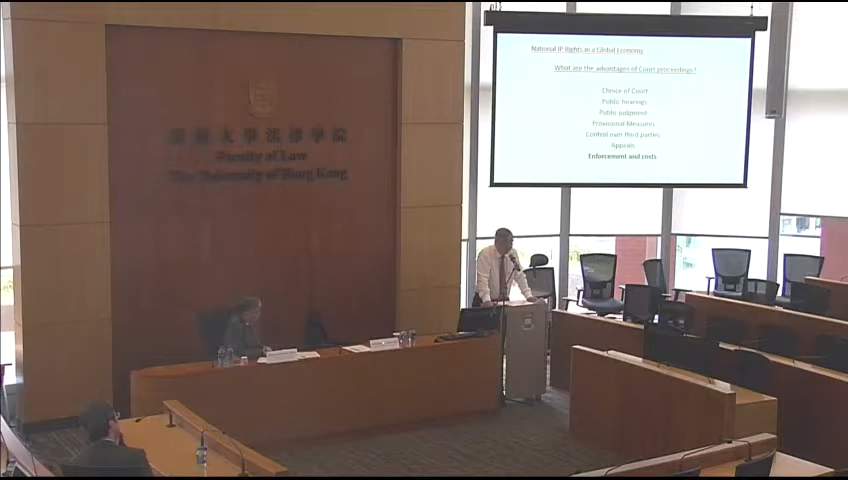 National IP Rights in a Global Economy
What are the advantages of Court proceedings?
Choice of Court
Public hearings
Public judgment
Provisional Measures
Control over third parties
Appeals
Enforcement and costs
香港大學法律學院
Faculty of Law
The University of Hong Kong